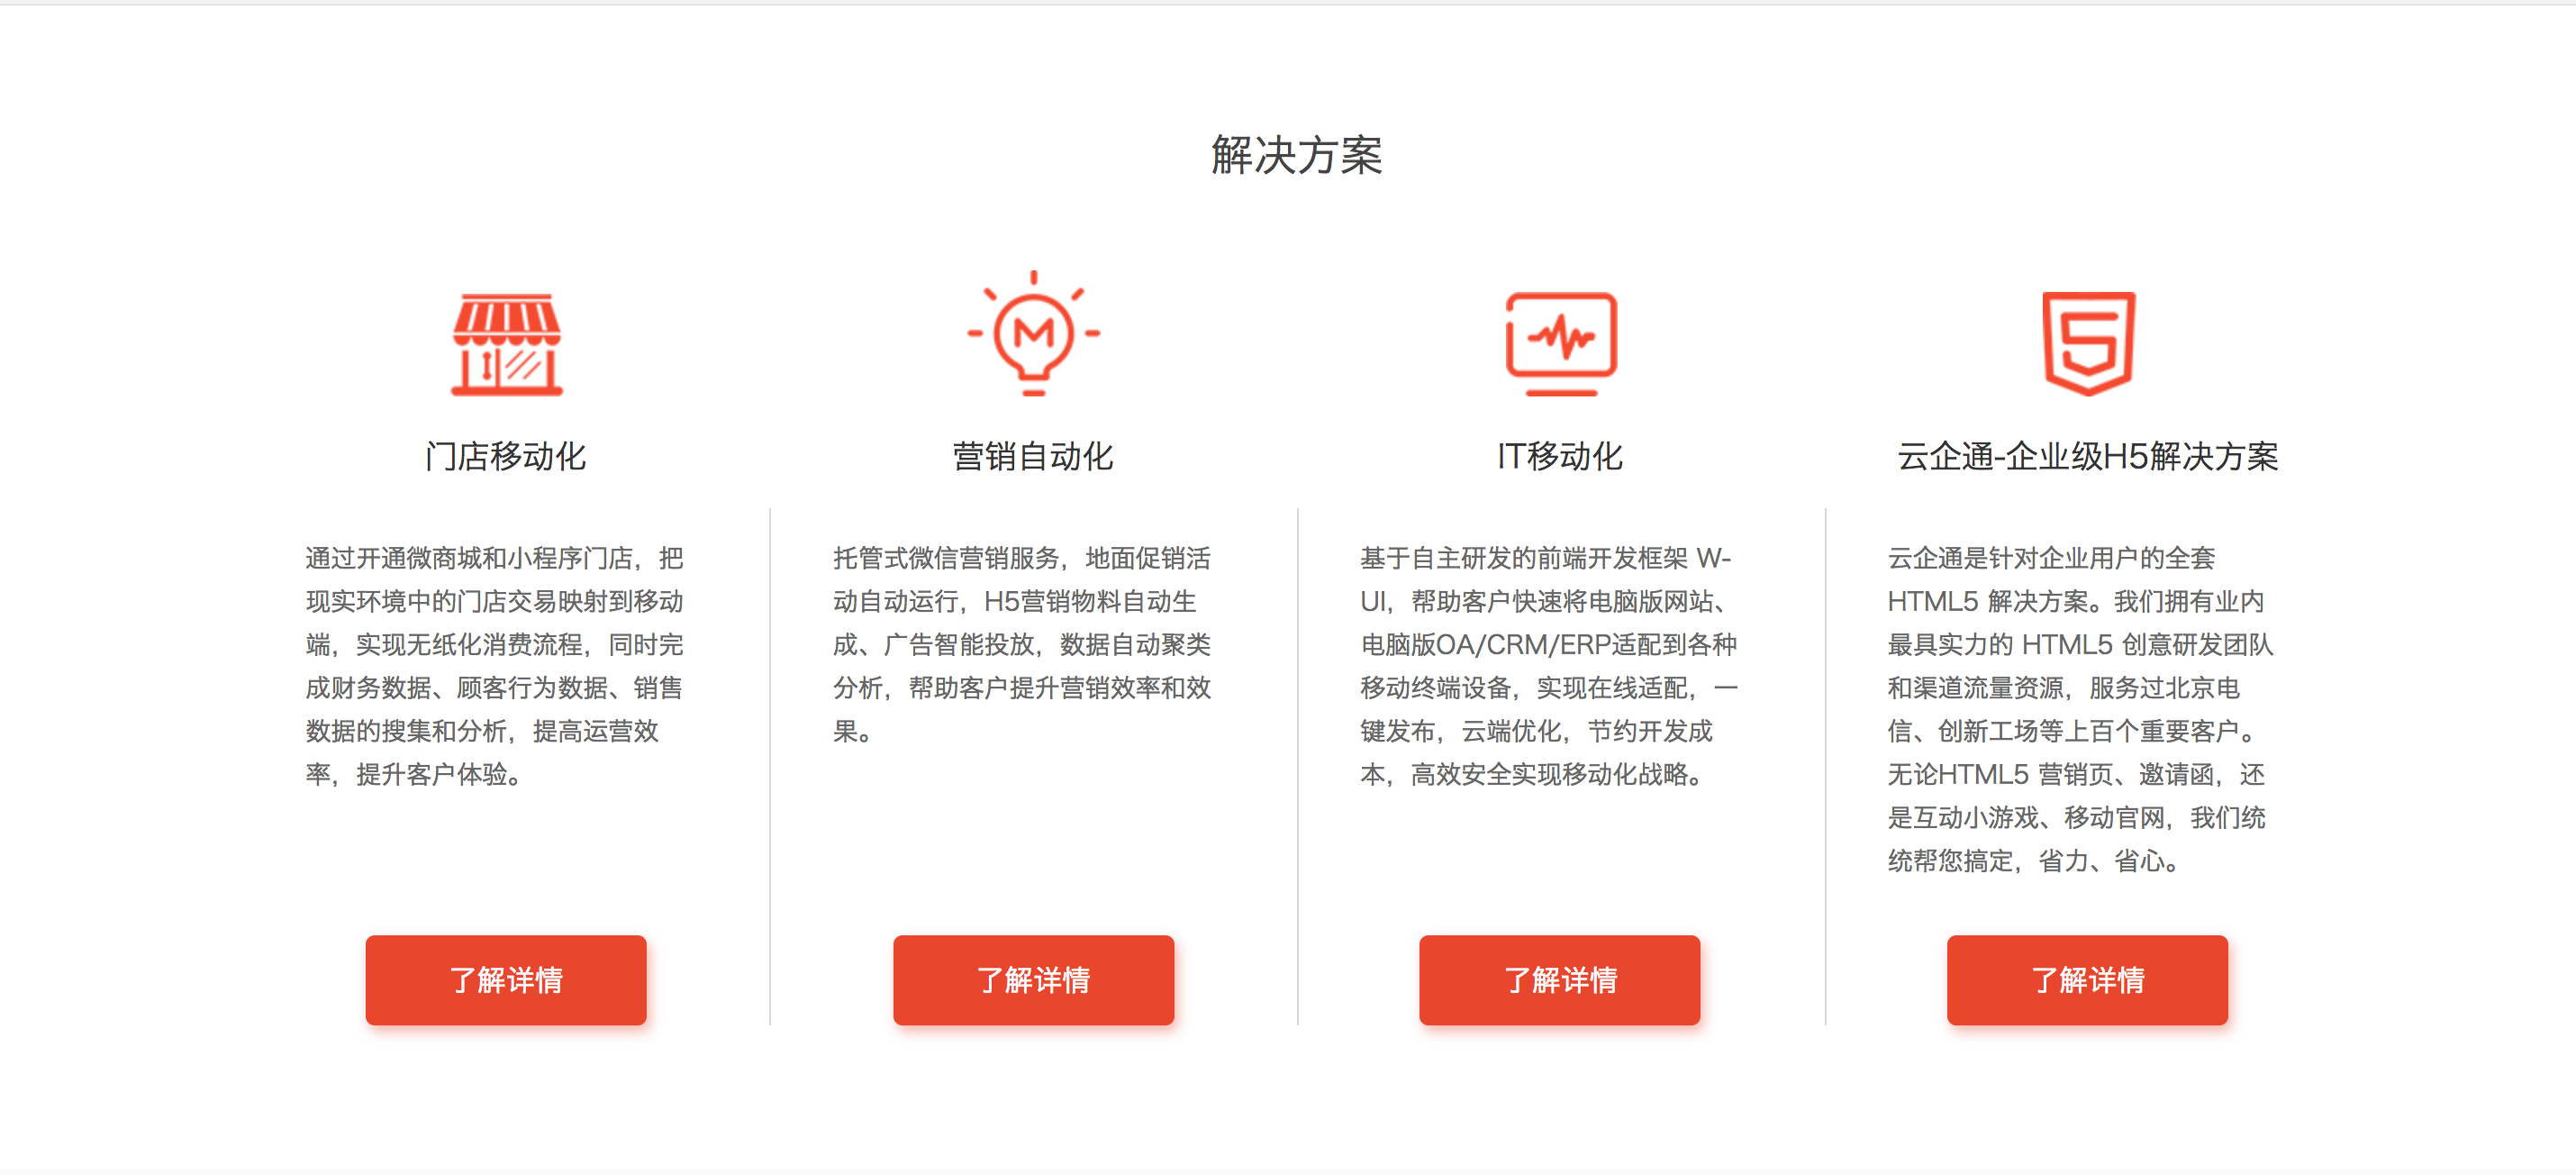 解决方案
门店移动化
通过开通微商城和小程序门店，把
现实环境中的门店交易映射到移动
端，实现无纸化消费流程，同时完
成财务数据、顾客行为数据、销售
数据的搜集和分析，提高运营效
率，提升客户体验。
了解详情
M
营销自动化
托管式微信营销服务，地面促销活
动自动运行，H5营销物料自动生
成、广告智能投放，数据自动聚类
分析，帮助客户提升营销效率和效
果。
了解详情
IT移动化
基于自主研发的前端开发框架 W-
UI，帮助客户快速将电脑版网站、
电脑版OA/CRM/ERP适配到各种
移动终端设备，实现在线适配，一
键发布，云端优化，节约开发成
本，高效安全实现移动化战略。
了解详情
5
云企通-企业级H5解决方案
云企通是针对企业用户的全套
HTML5 解决方案。我们拥有业内
最具实力的 HTML5 创意研发团队
和渠道流量资源，服务过北京电
信、创新工场等上百个重要客户。
无论HTML5 营销页、邀请函，还
是互动小游戏、移动官网，我们统
统帮您搞定，省力、省心。
了解详情